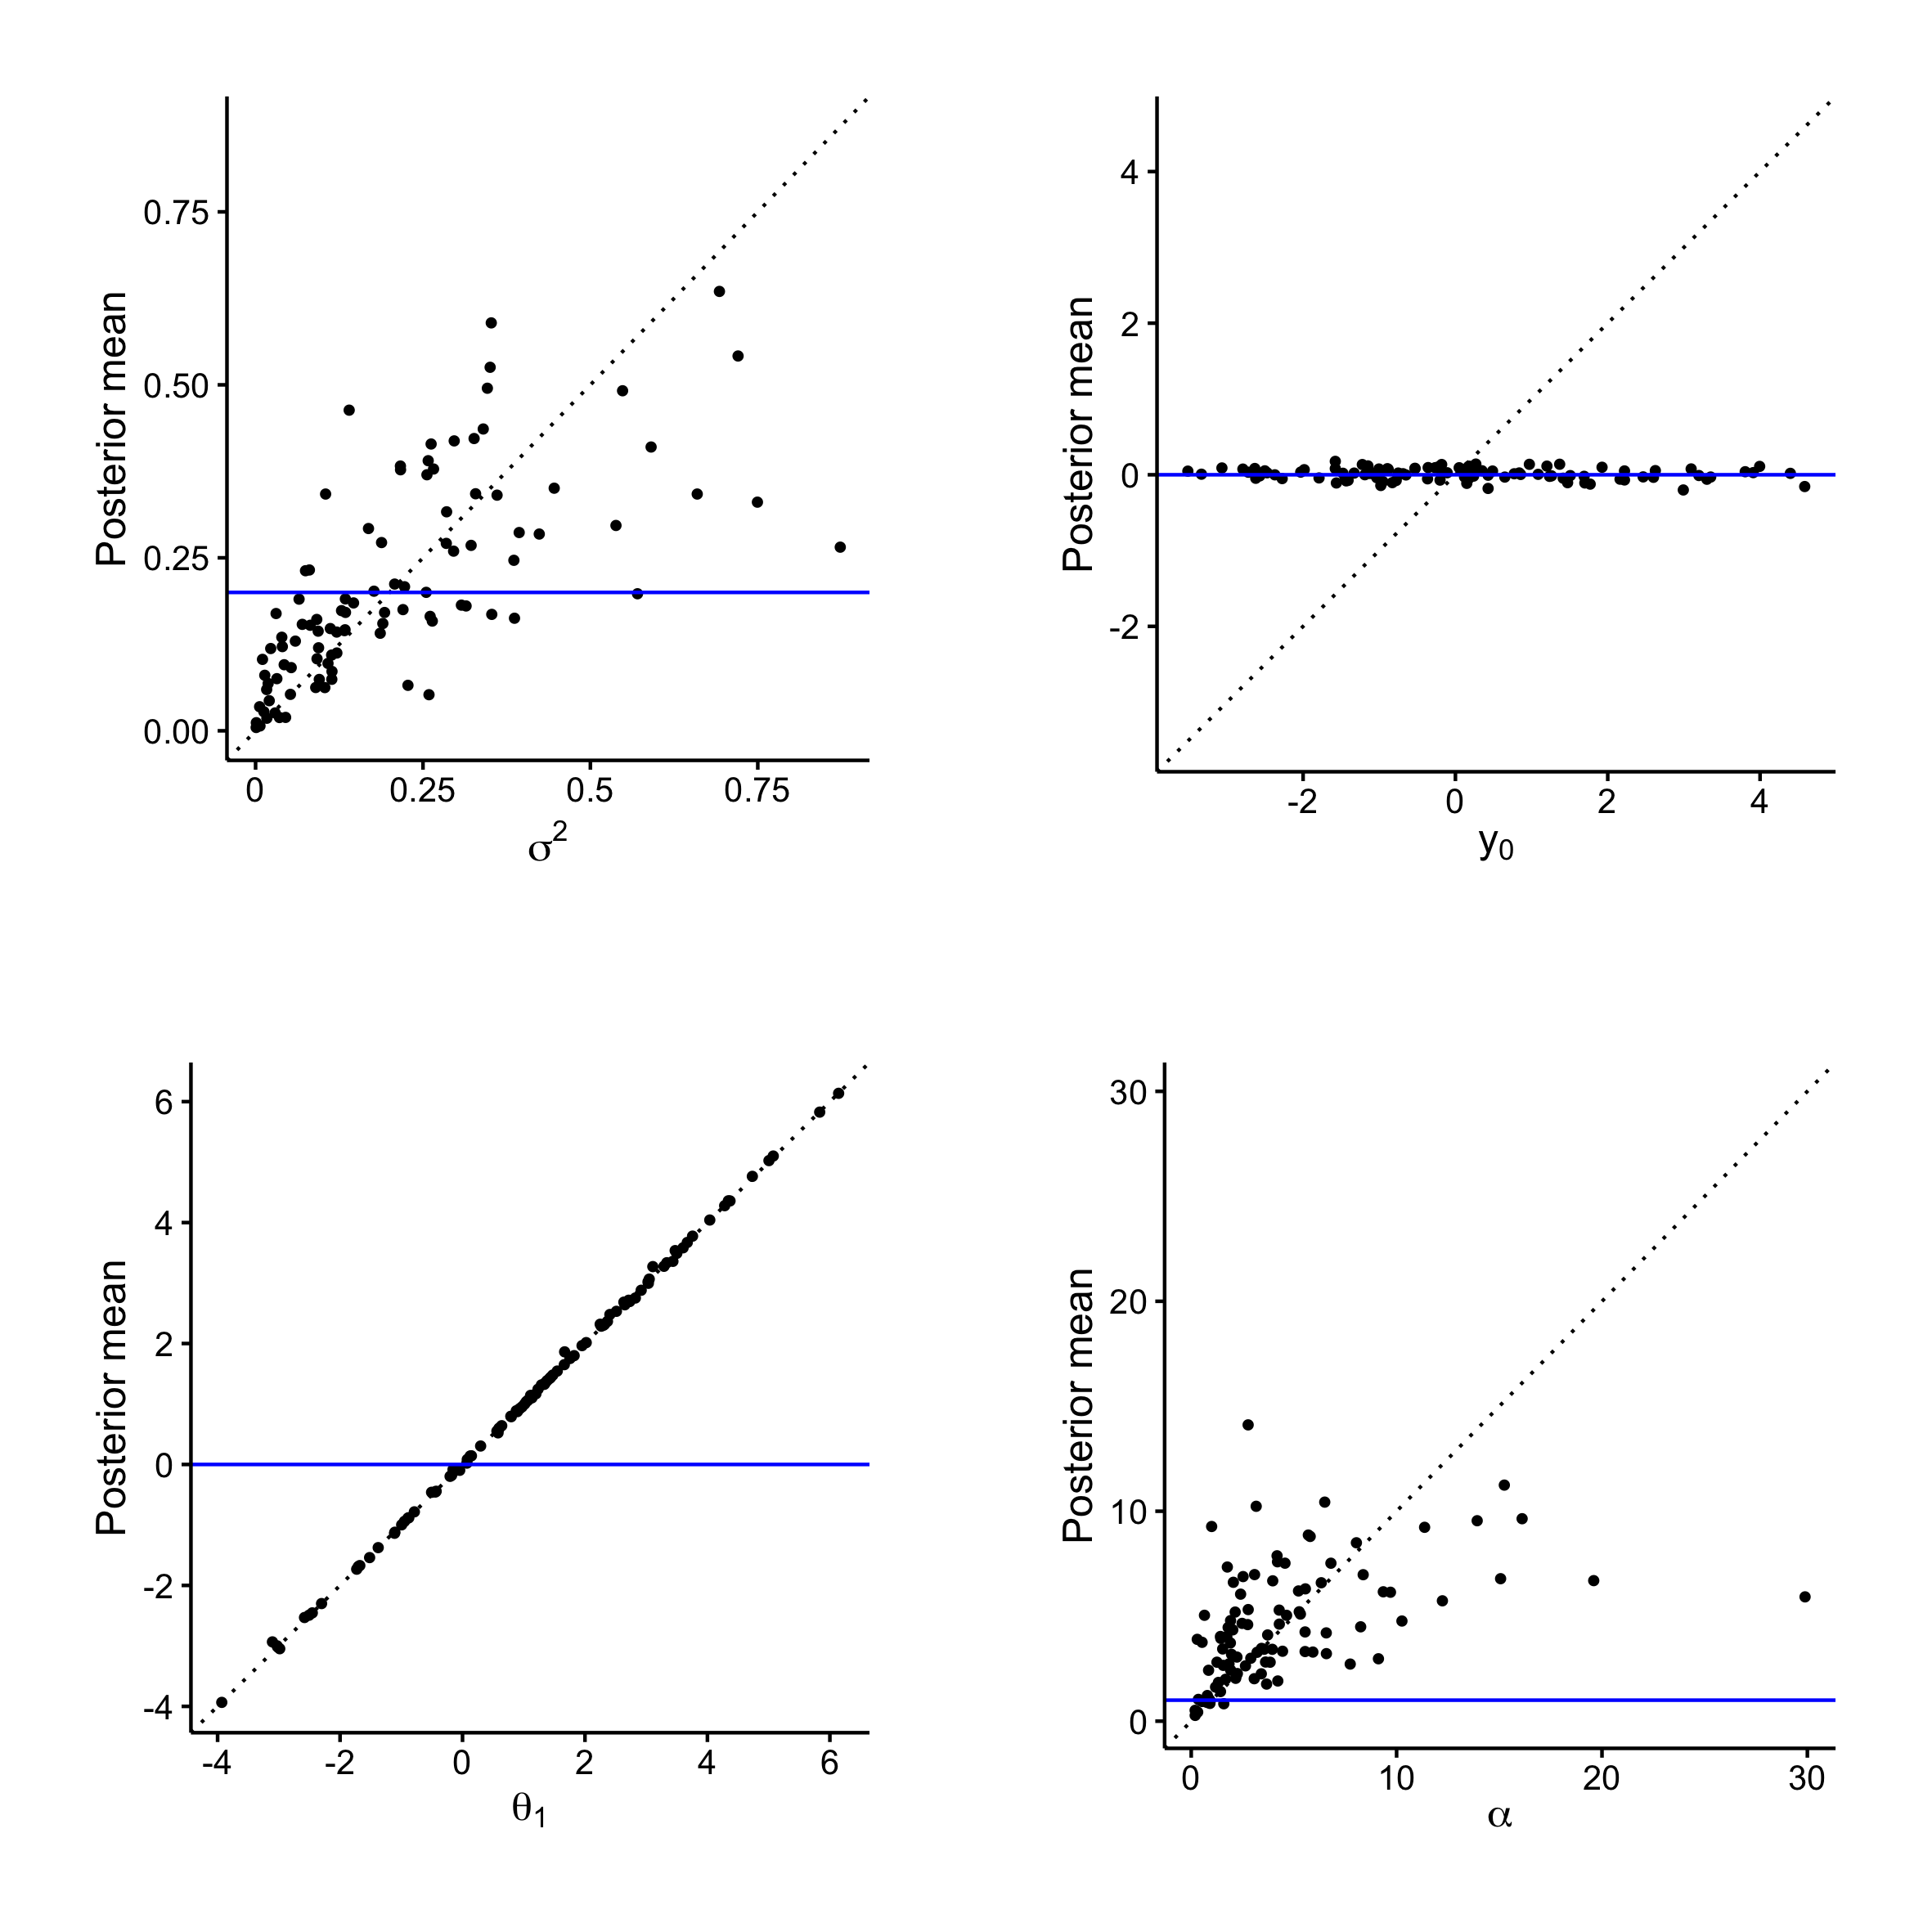 Posterior mean
0.75
0.50
0.25
0.00
0 0.25 0.5 0.75
σ²
Posterior mean
4
2
0
-2
-2 0 2 4
y₀
Posterior mean
6
4
2
0
-2
-4
-4 -2 0 2 4 6
θ₁
Posterior mean
30
20
10
0
0 10 20 30
α